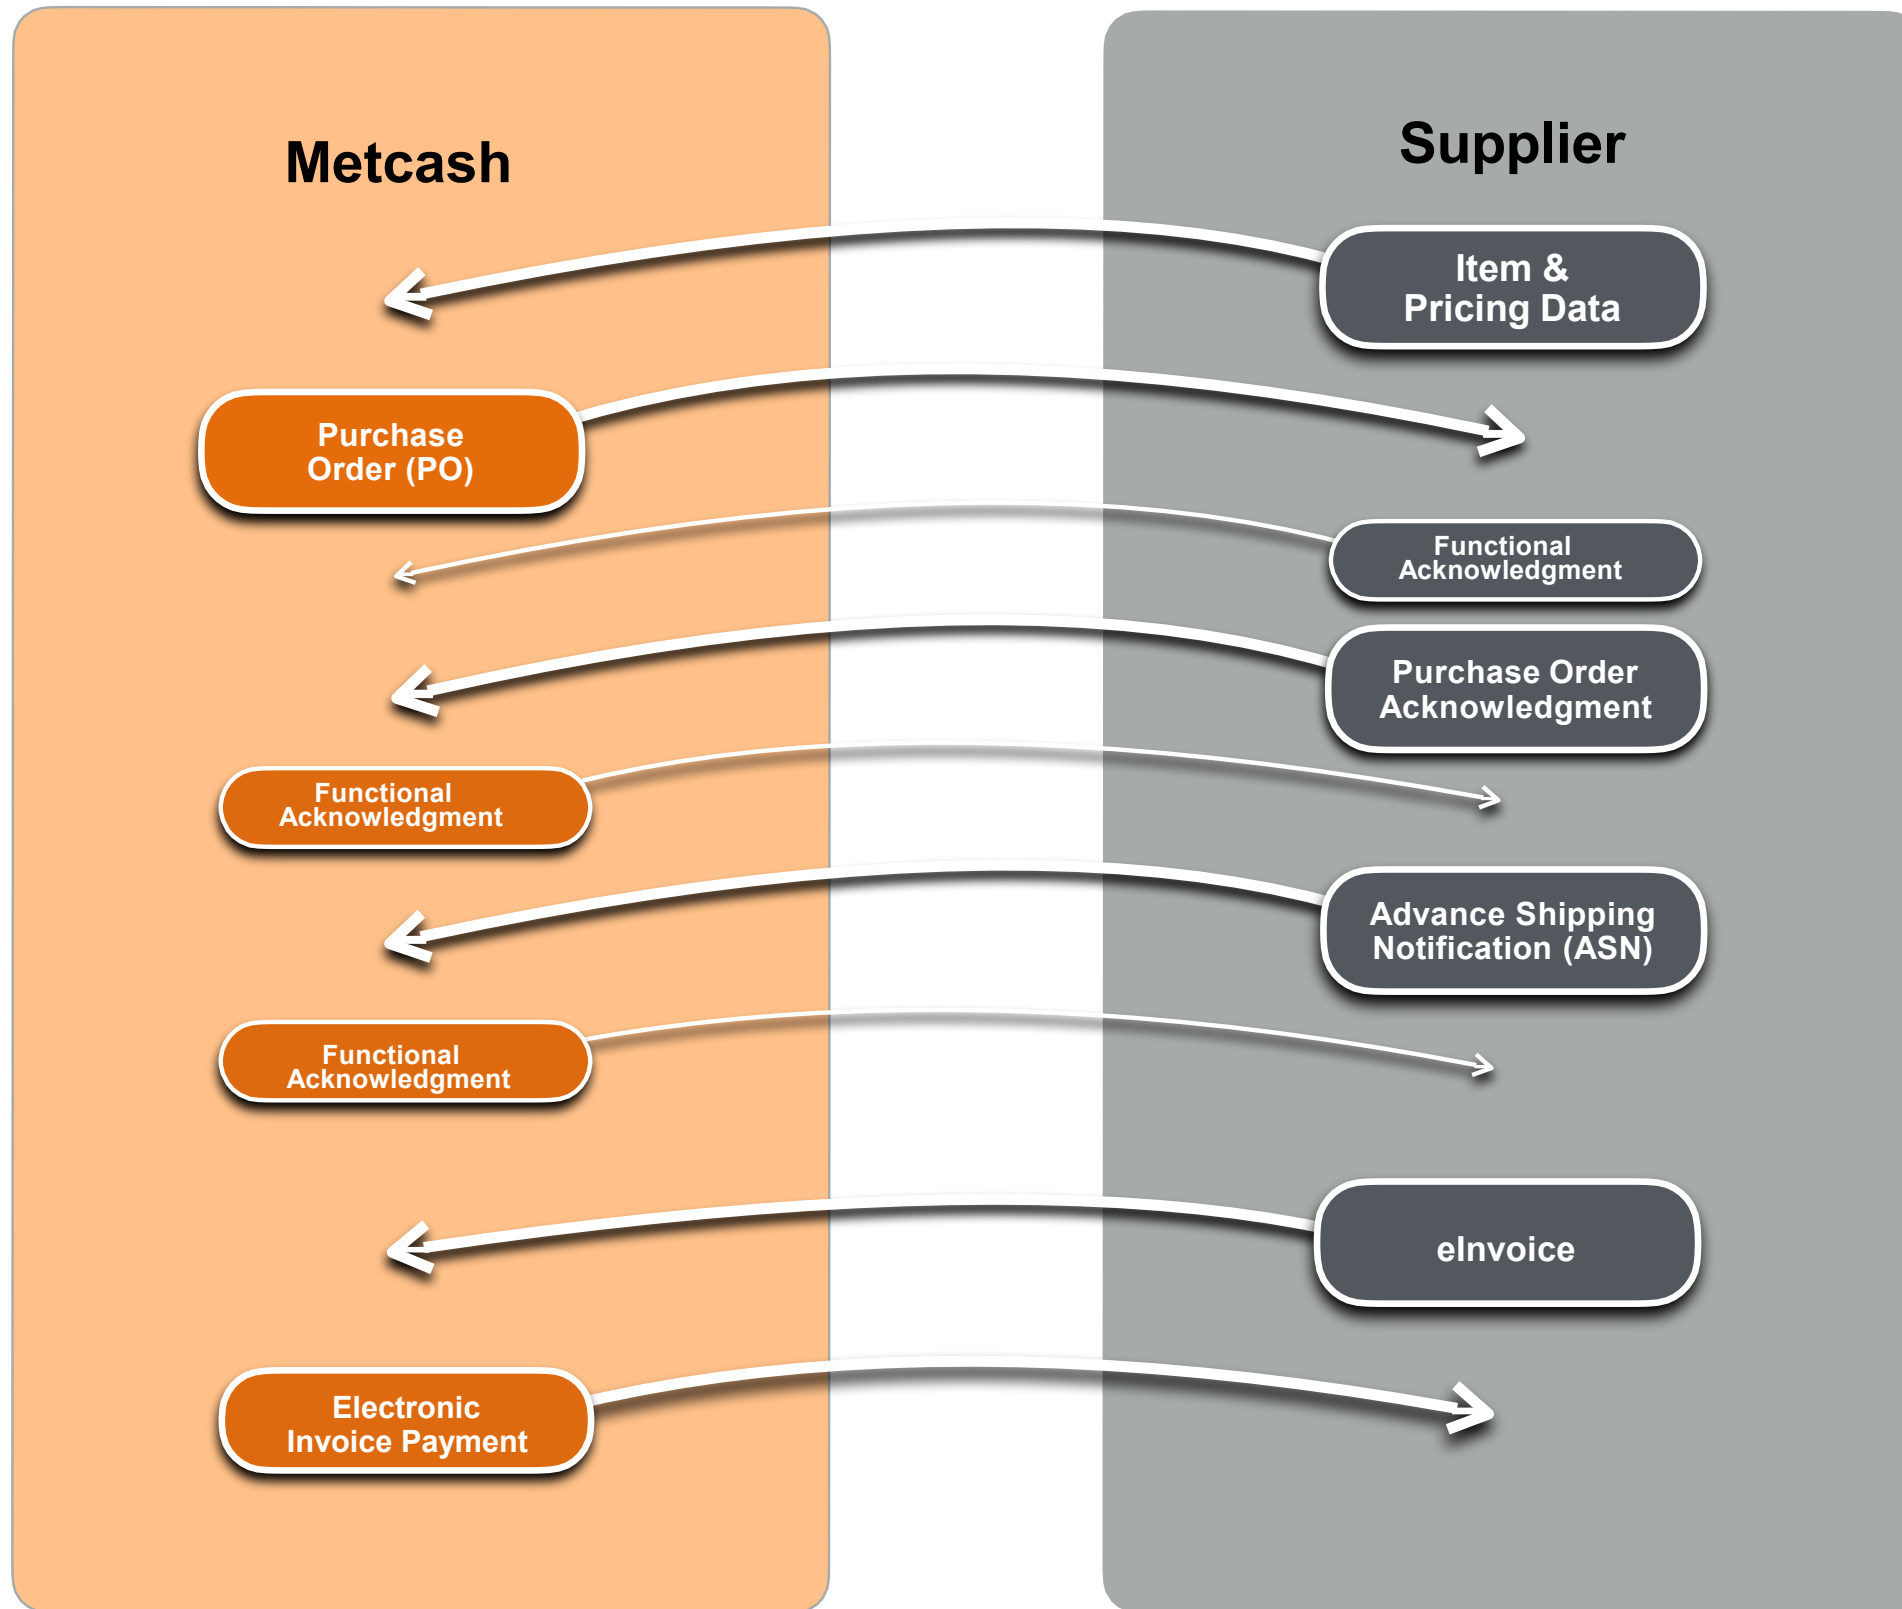 Metcash
Supplier
Item &
Pricing Data
Purchase
Order (PO)
Functional
Acknowledgment
Purchase Order
Acknowledgment
Functional
Acknowledgment
Advance Shipping
Notification (ASN)
Functional
Acknowledgment
eInvoice
Electronic
Invoice Payment